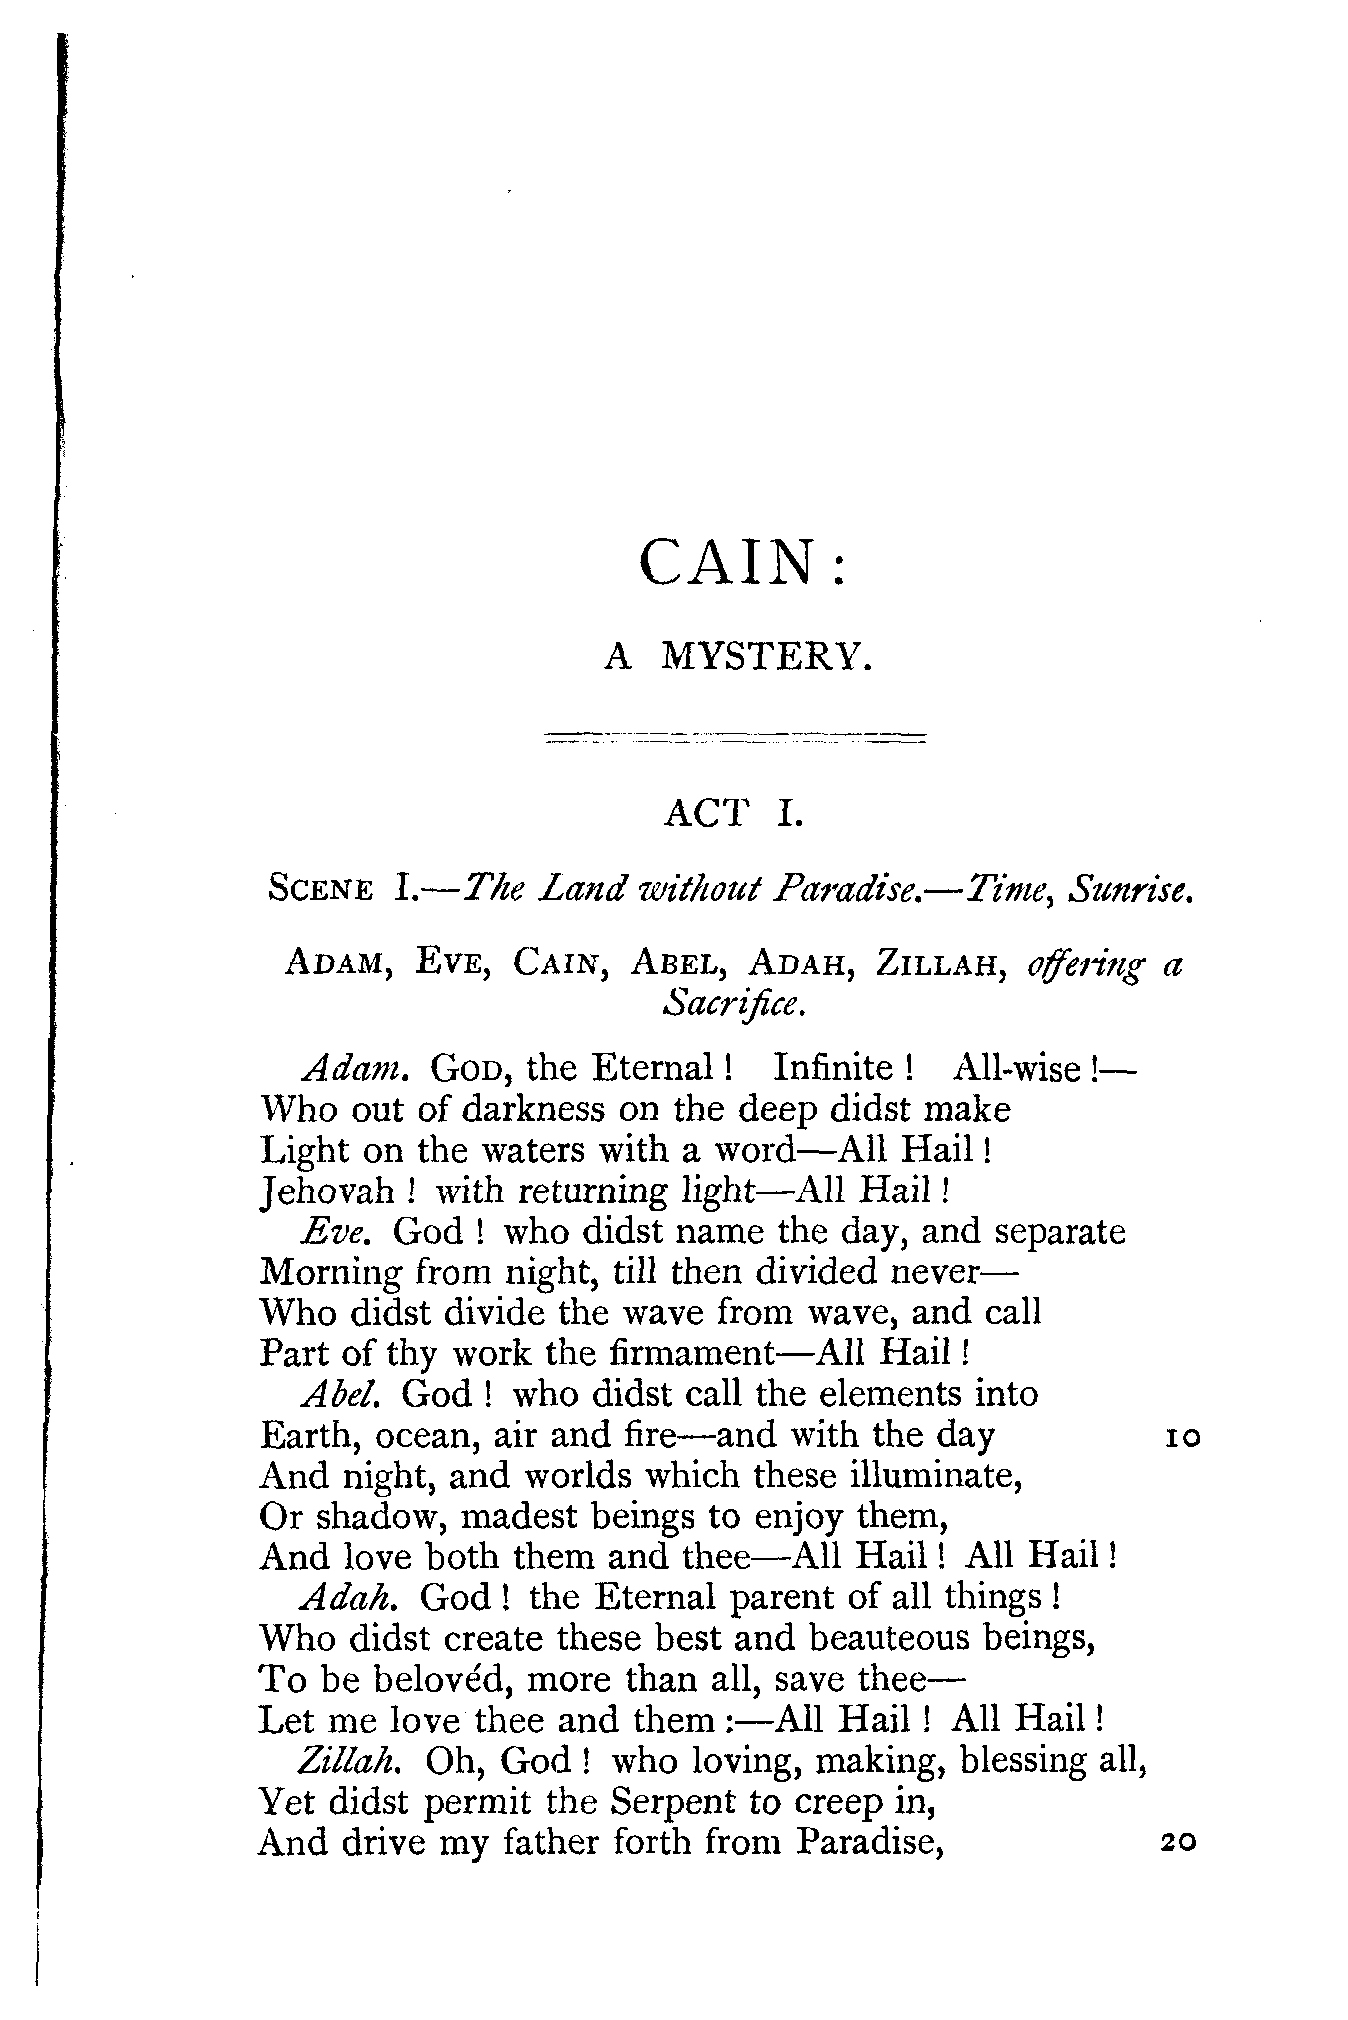 CAIN:
A MYSTERY.
ACT I.
SCENE I.—The Land without Paradise.—Time, Sunrise.
ADAM, EVE, CAIN, ABEL, ADAH, ZILLAH, offering a
Sacrifice.
Adam. GOD, the Eternal! Infinite! All-wise!—
Who out of darkness on the deep didst make
Light on the waters with a word—All Hail!
Jehovah! with returning light—All Hail!
Eve. God! who didst name the day, and separate
Morning from night, till then divided never—
Who didst divide the wave from wave, and call
Part of thy work the firmament—All Hail!
Abel. God! who didst call the elements into
Earth, ocean, air and fire—and with the day 10
And night, and worlds which these illuminate,
Or shadow, madest beings to enjoy them,
And love both them and thee—All Hail! All Hail!
Adah. God! the Eternal parent of all things!
Who didst create these best and beauteous beings,
To be belovéd, more than all, save thee—
Let me love thee and them:—All Hail! All Hail!
Zillah. Oh, God! who loving, making, blessing all,
Yet didst permit the Serpent to creep in,
And drive my father forth from Paradise, 20